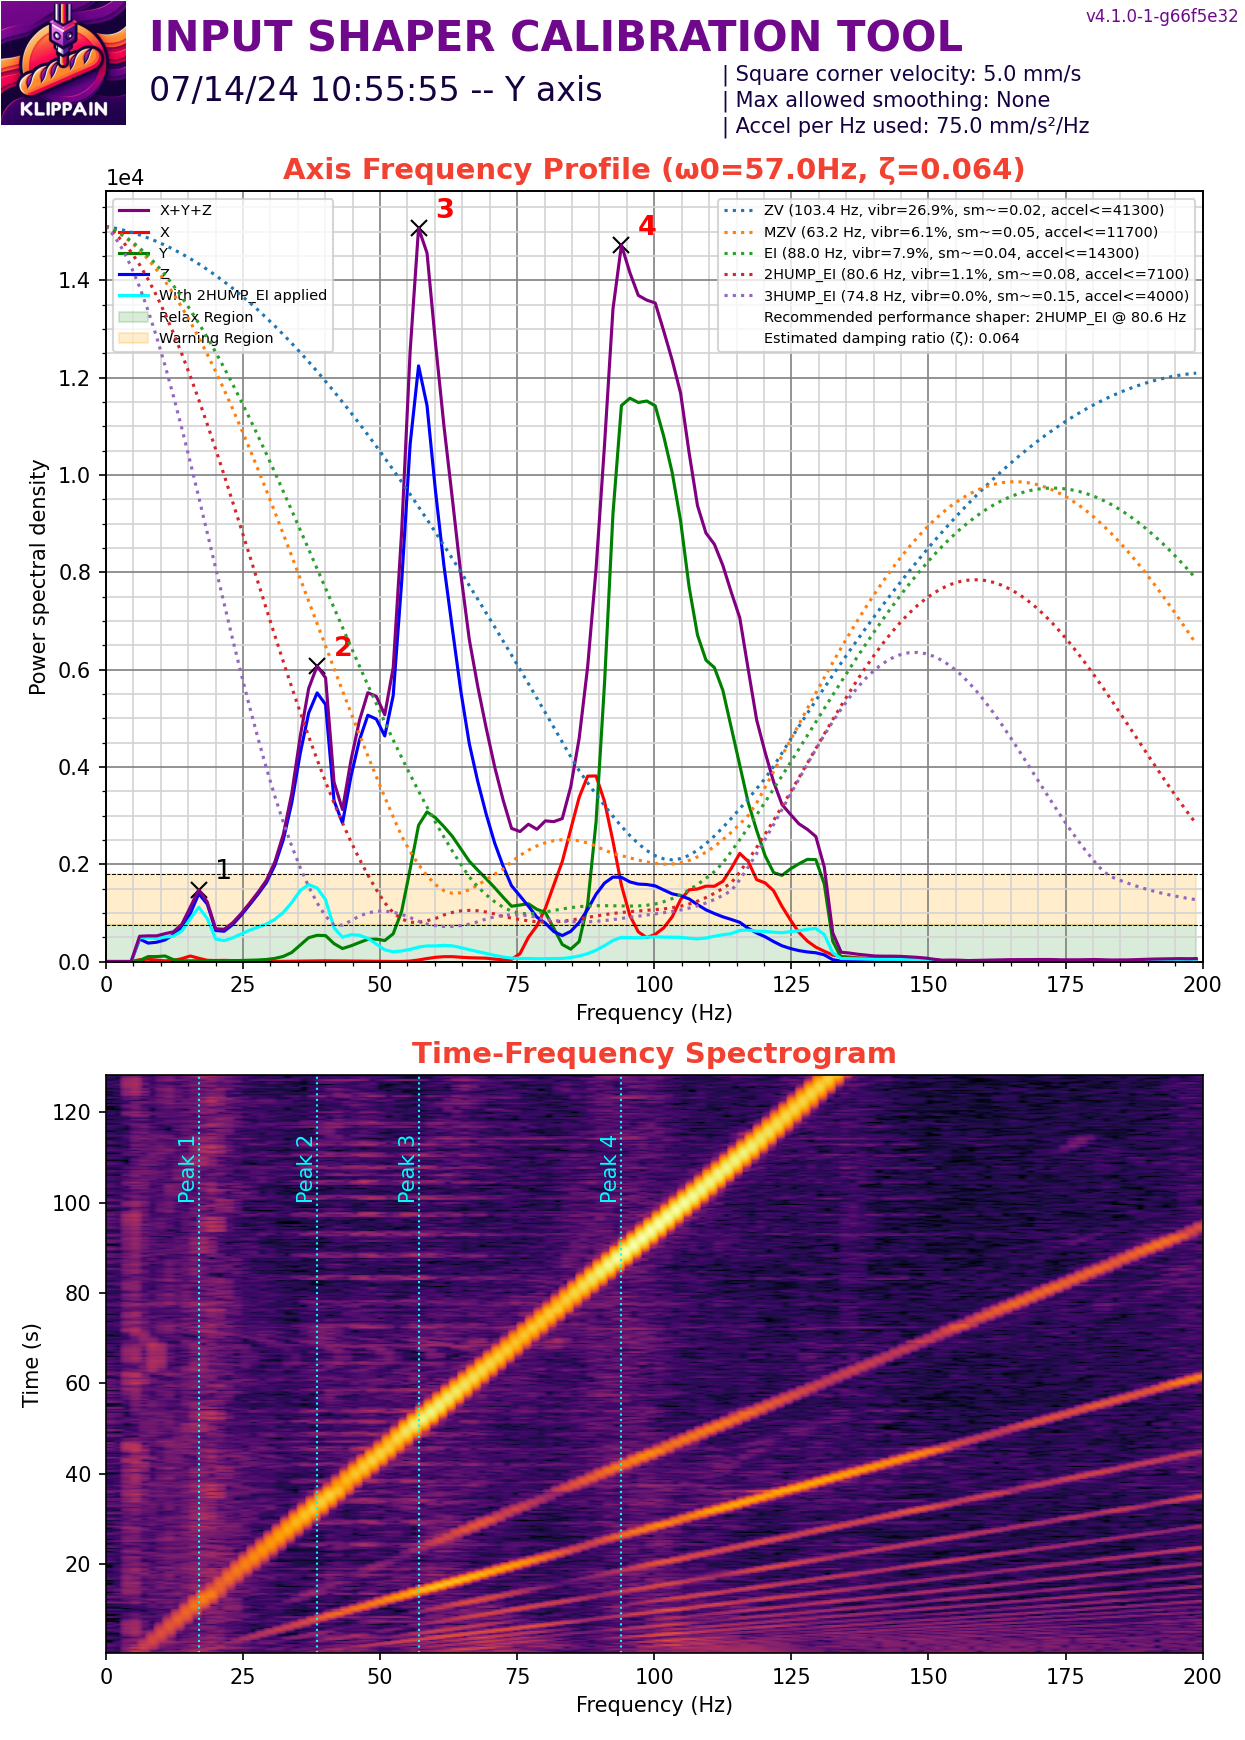 v4.1.0-1-g66f5e32
INPUT SHAPER CALIBRATION TOOL
07/14/24 10:55:55 -- Y axis
| Square corner velocity: 5.0 mm/s
| Max allowed smoothing: None
| Accel per Hz used: 75.0 mm/s²/Hz
KLIPPAIN
Axis Frequency Profile (ω0=57.0Hz, ζ=0.064)
1e4
X+Y+Z
X
Y
Z
With 2HUMP_EI applied
Relax Region
Warning Region
ZV (103.4 Hz, vibr=26.9%, sm~=0.02, accel<=41300)
MZV (63.2 Hz, vibr=6.1%, sm~=0.05, accel<=11700)
EI (88.0 Hz, vibr=7.9%, sm~=0.04, accel<=14300)
2HUMP_EI (80.6 Hz, vibr=1.1%, sm~=0.08, accel<=7100)
3HUMP_EI (74.8 Hz, vibr=0.0%, sm~=0.15, accel<=4000)
Recommended performance shaper: 2HUMP_EI @ 80.6 Hz
Estimated damping ratio (ζ): 0.064
3
4
2
1
1.4
1.2
1.0
0.8
0.6
0.4
0.2
0.0
Power spectral density
0 25 50 75 100 125 150 175 200
Frequency (Hz)
Time-Frequency Spectrogram
Peak 1
Peak 2
Peak 3
Peak 4
120
100
80
60
40
20
Time (s)
0 25 50 75 100 125 150 175 200
Frequency (Hz)